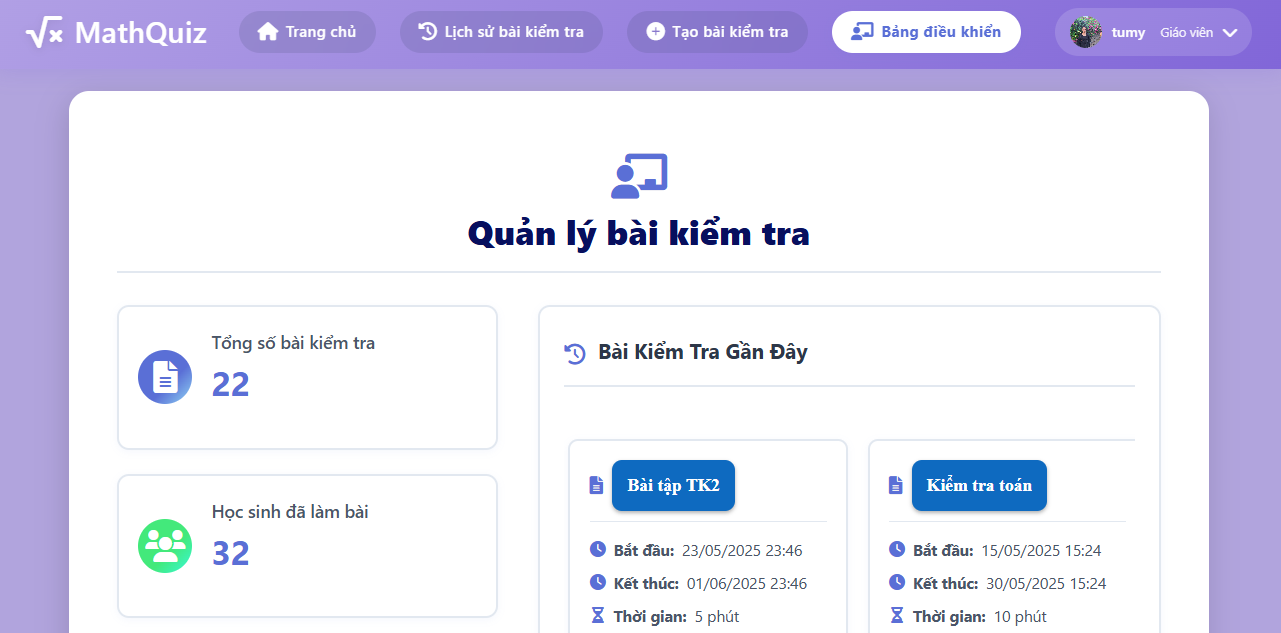 √x MathQuiz
Trang chủ
Lịch sử bài kiểm tra
Tạo bài kiểm tra
Bảng điều khiển
tumy Giáo viên
Quản lý bài kiểm tra
Tổng số bài kiểm tra
22
Học sinh đã làm bài
32
Bài Kiểm Tra Gần Đây
Bài tập TK2
Bắt đầu: 23/05/2025 23:46
Kết thúc: 01/06/2025 23:46
Thời gian: 5 phút
Kiểm tra toán
Bắt đầu: 15/05/2025 15:24
Kết thúc: 30/05/2025 15:24
Thời gian: 10 phút